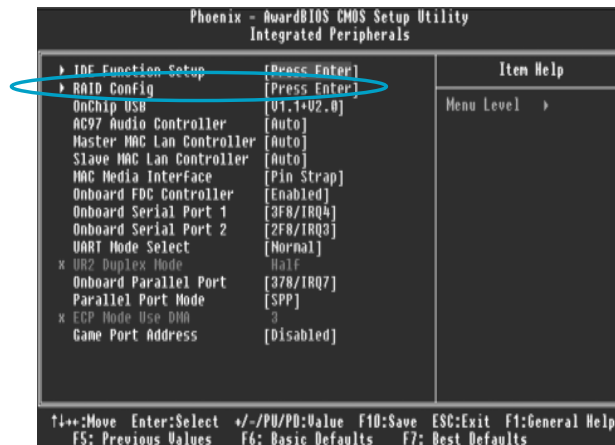 Phoenix - AwardBIOS CMOS Setup Utility
Integrated Peripherals
▶ IDE Function Setup [Press Enter]
▶ RAID Config [Press Enter]
OnChip USB [V1.1+V2.0]
AC97 Audio Controller [Auto]
Master MAC Lan Controller [Auto]
Slave MAC Lan Controller [Auto]
MAC Media Interface [Pin Strap]
Onboard FDC Controller [Enabled]
Onboard Serial Port 1 [3F8/IRQ4]
Onboard Serial Port 2 [2F8/IRQ3]
UART Mode Select [Normal]
x UR2 Duplex Mode Half
Onboard Parallel Port [378/IRQ7]
Parallel Port Mode [SPP]
x ECP Mode Use DMA 3
Game Port Address [Disabled]
Item Help
Menu Level ▶
↑↓↔:Move Enter:Select +/-/PU/PD:Value F10:Save ESC:Exit F1:General Help
F5: Previous Values F6: Basic Defaults F7: Best Defaults